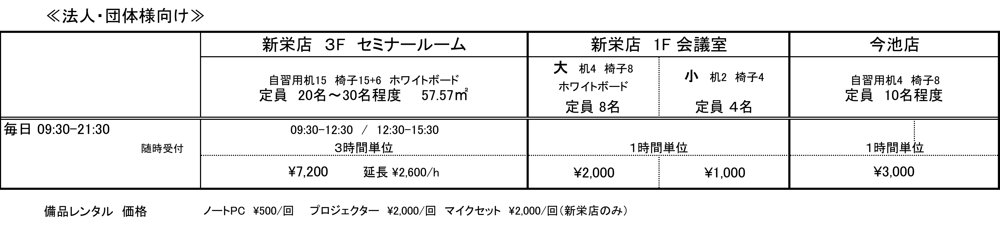 ≪法人・団体様向け≫
新栄店　３F　セミナールーム
新栄店　1F 会議室
今池店
自習用机15　椅子15+6　ホワイトボード
定員　20名～30名程度　　57.57㎡
大　机4　椅子8
ホワイトボード
定員 8名
小　机2　椅子4
定員 ４名
自習用机4　椅子8
定員　10名程度
毎日 09:30-21:30
随時受付
09:30-12:30　/　12:30-15:30
３時間単位
１時間単位
１時間単位
¥7,200　　延長 ¥2,600/h
¥2,000
¥1,000
¥3,000
備品レンタル　価格　　ノートPC　¥500/回　プロジェクター　¥2,000/回　マイクセット　¥2,000/回（新栄店のみ）